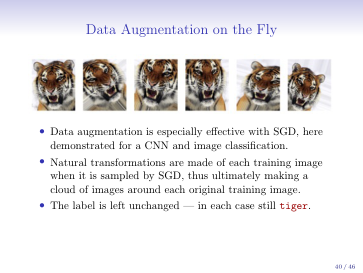 Data Augmentation on the Fly
• Data augmentation is especially effective with SGD, here
demonstrated for a CNN and image classification.
• Natural transformations are made of each training image
when it is sampled by SGD, thus ultimately making a
cloud of images around each original training image.
• The label is left unchanged — in each case still tiger.
40 / 46